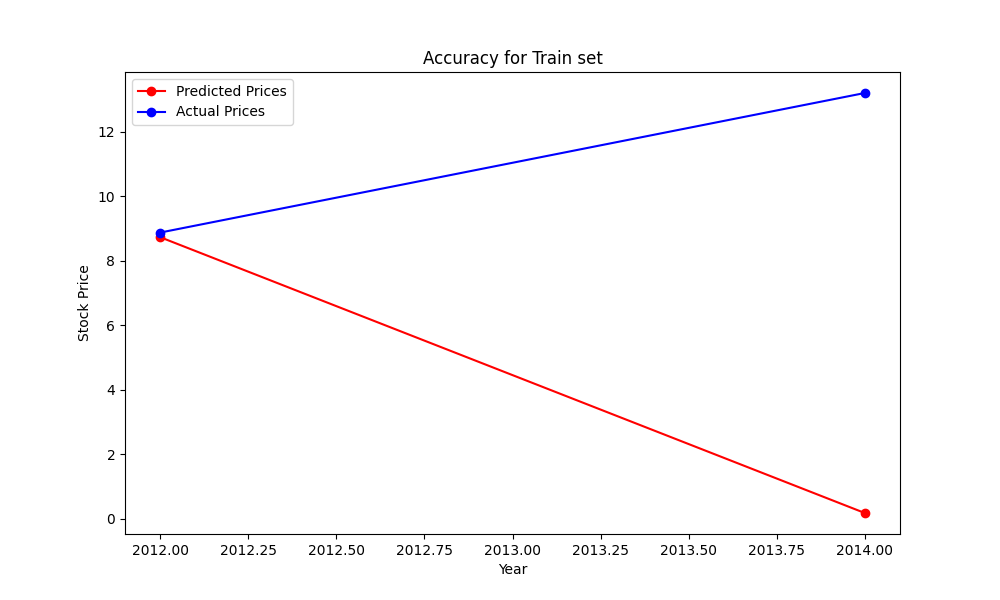 Accuracy for Train set
Predicted Prices
Actual Prices
12
10
8
6
4
2
0
Stock Price
2012.00 2012.25 2012.50 2012.75 2013.00 2013.25 2013.50 2013.75 2014.00
Year